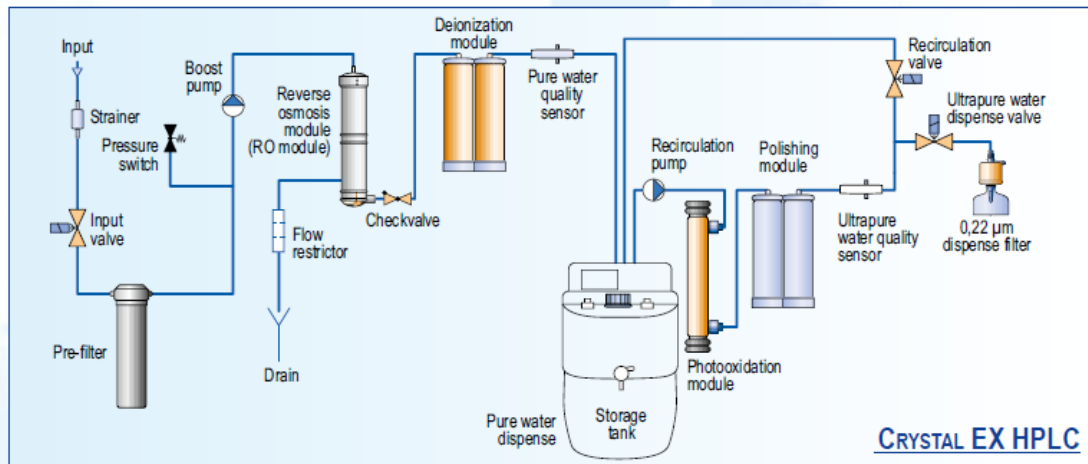 Input
Strainer
Pressure
switch
Input
valve
Pre-filter
Boost
pump
Reverse
osmosis
module
(RO module)
Flow
restrictor
Drain
Checkvalve
Deionization
module
Pure water
quality
sensor
Recirculation
pump
Photooxidation
module
Polishing
module
Ultrapure
water quality
sensor
Recirculation
valve
Ultrapure water
dispense valve
0,22 µm
dispense filter
Pure water
dispense
Storage
tank
CRYSTAL EX HPLC